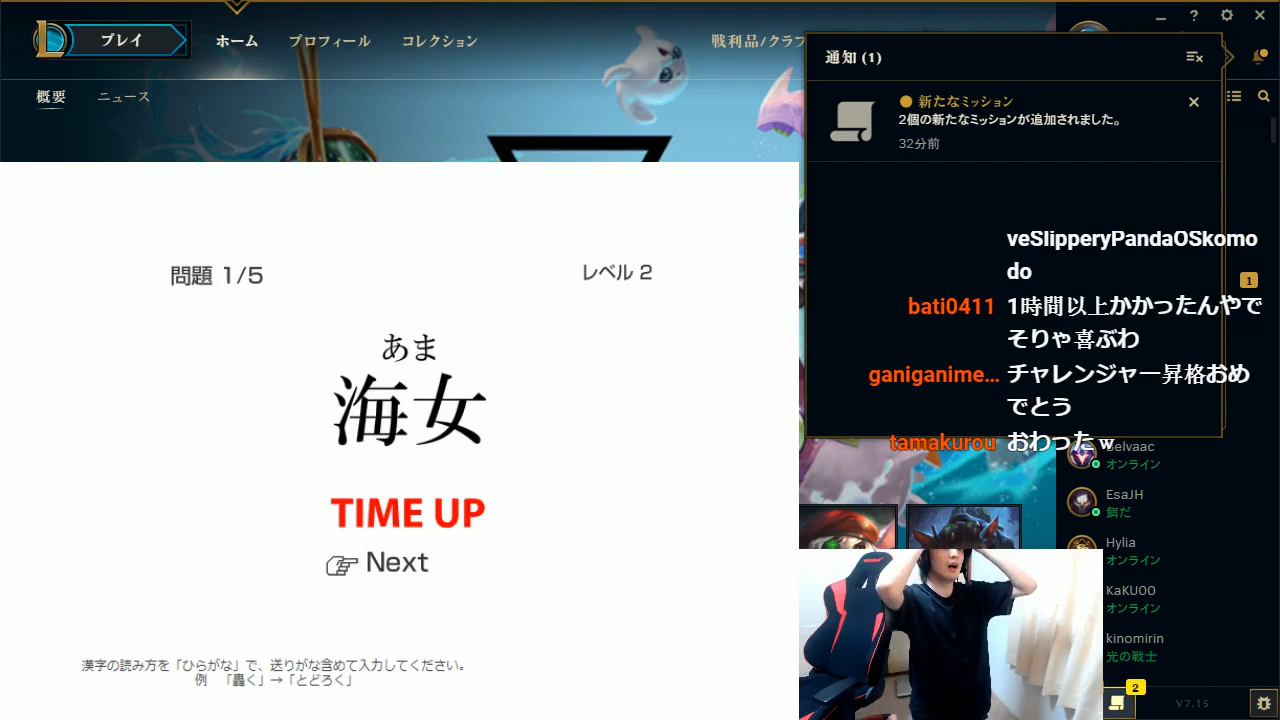 プレイ
ホーム
プロフィール
コレクション
戦利品/クラフ
概要
ニュース
通知 (1)
新たなミッション
2個の新たなミッションが追加されました。
32分前
問題 1/5
レベル 2
あま
海女
TIME UP
Next
漢字の読み方を「ひらがな」で、送りがな含めて入力してください。
例 「轟く」→「とどろく」
veSlipperyPandaOSkomo
do
1
bati0411 1時間以上かかったんやで
そりゃ喜ぶわ
ganiganime... チャレンジャー昇格おめ
でとう
tamakurou おわったｗ
Belvaac
オンライン
EsaJH
餌だ
Hylia
オンライン
KaKU00
オンライン
kinomirin
光の戦士
2
V7.15